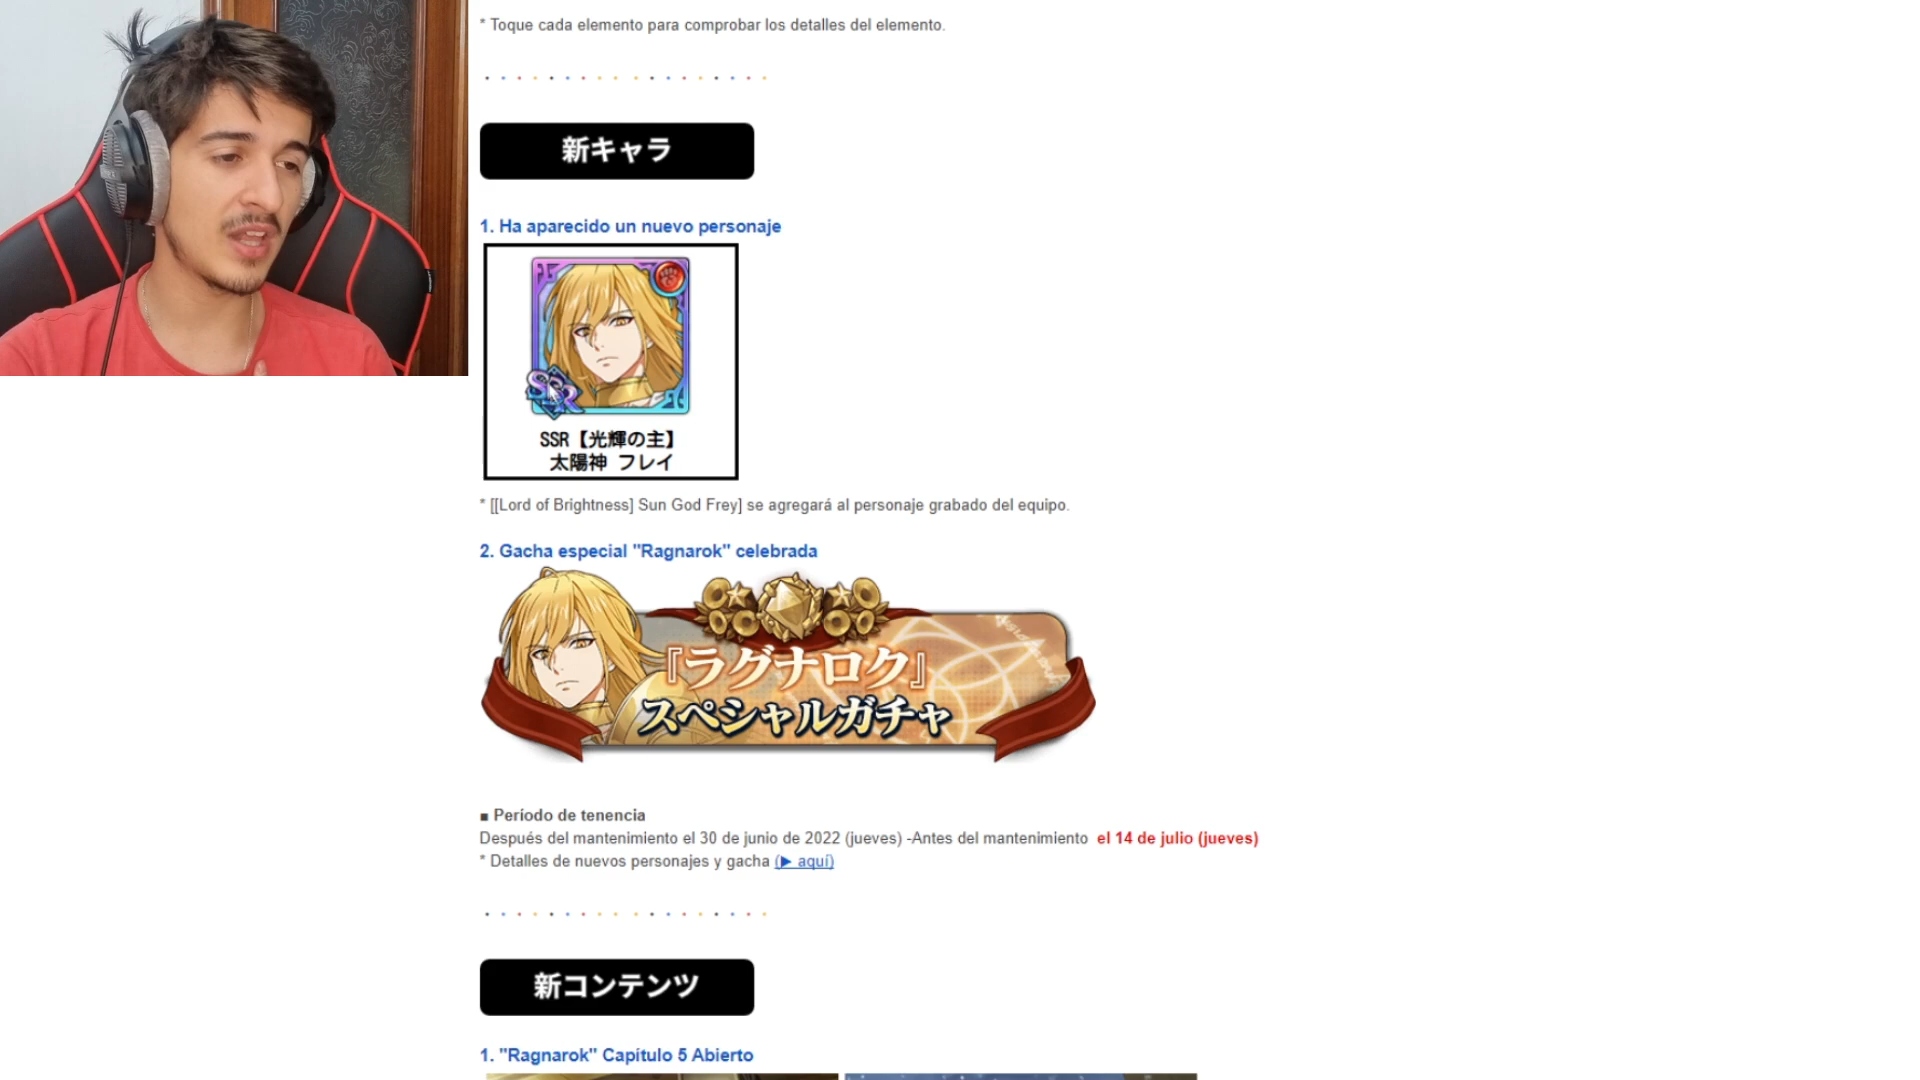 * Toque cada elemento para comprobar los detalles del elemento.
新キャラ
1. Ha aparecido un nuevo personaje
SSR
SSR【光輝の主】
太陽神 フレイ
* [[Lord of Brightness] Sun God Frey] se agregará al personaje grabado del equipo.
2. Gacha especial "Ragnarok" celebrada
『ラグナロク』
スペシャルガチャ
■ Período de tenencia
Después del mantenimiento el 30 de junio de 2022 (jueves) -Antes del mantenimiento el 14 de julio (jueves)
* Detalles de nuevos personajes y gacha (▶ aquí)
新コンテンツ
1. "Ragnarok" Capítulo 5 Abierto